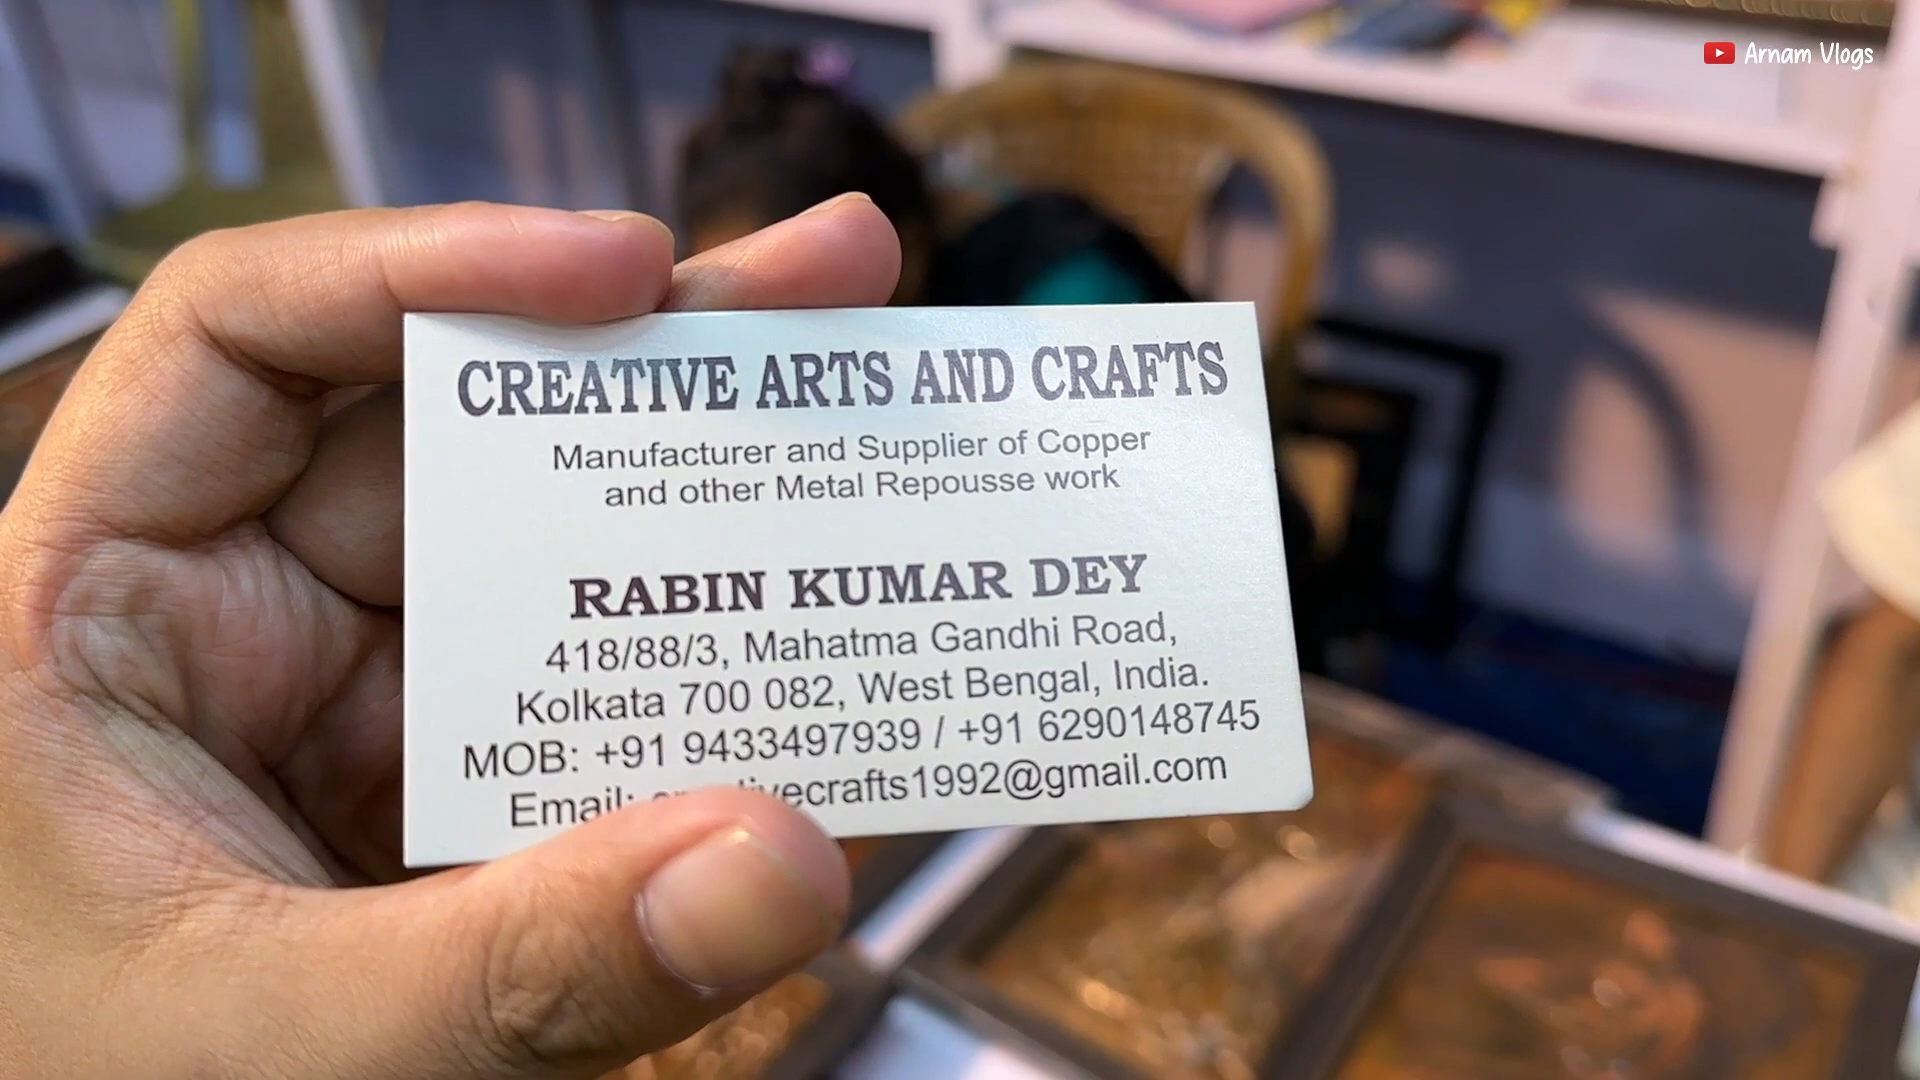 Arnam Vlogs
CREATIVE ARTS AND CRAFTS
Manufacturer and Supplier of Copper
and other Metal Repousse work
RABIN KUMAR DEY
418/88/3, Mahatma Gandhi Road,
Kolkata 700 082, West Bengal, India.
MOB: +91 9433497939 / +91 6290148745
Email: